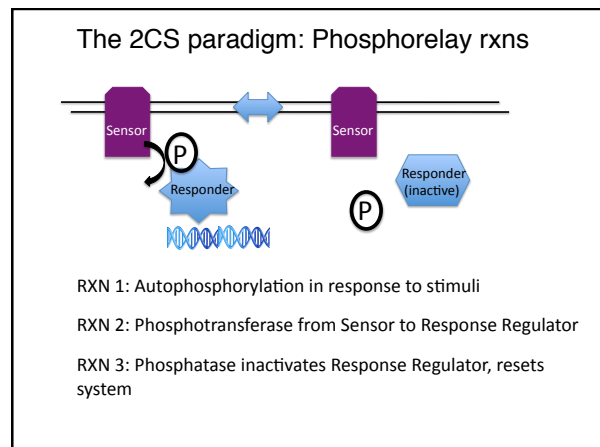 The 2CS paradigm: Phosphorelay rxns
Sensor
Sensor
P
Responder
Responder
(inactive)
P
RXN 1: Autophosphorylation in response to stimuli
RXN 2: Phosphotransferase from Sensor to Response Regulator
RXN 3: Phosphatase inactivates Response Regulator, resets
system